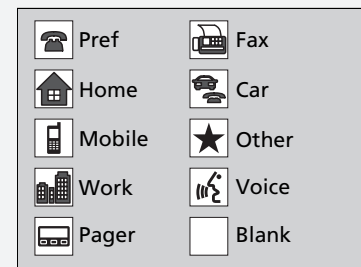 Pref
Fax
Home
Car
Mobile
Other
Work
Voice
Pager
Blank